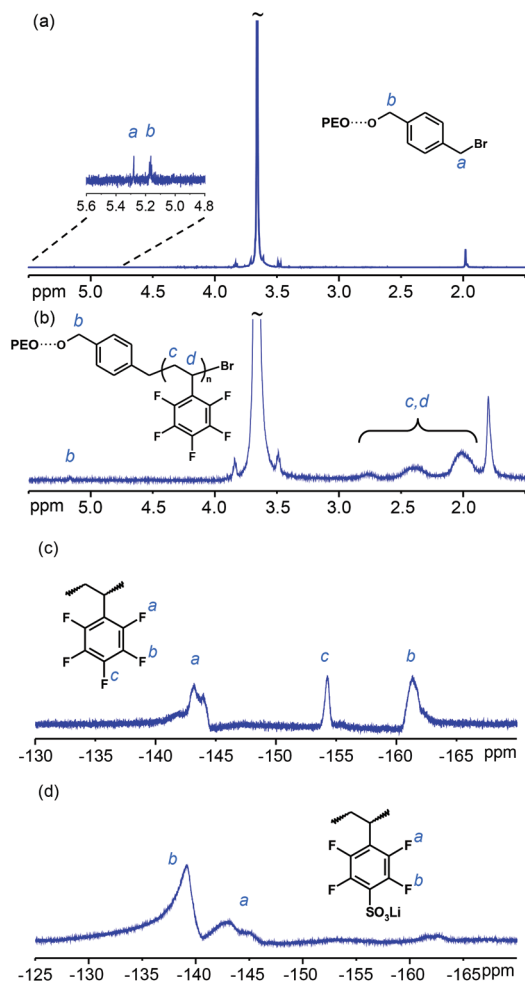 (a)
~
b
PEO
O
Br
a
a b
5.6 5.4 5.2 5.0 4.8
ppm 5.0 4.5 4.0 3.5 3.0 2.5 2.0
(b)
~
b
PEO
O
c
d
Br
n
F F
F F
F
c,d
b
ppm 5.0 4.5 4.0 3.5 3.0 2.5 2.0
(c)
F F a
F F b
F
c
a c b
-130 -135 -140 -145 -150 -155 -160 -165 ppm
(d)
F F a
F F b
SO3Li
b
a
-125 -130 -135 -140 -145 -150 -155 -160 -165 ppm